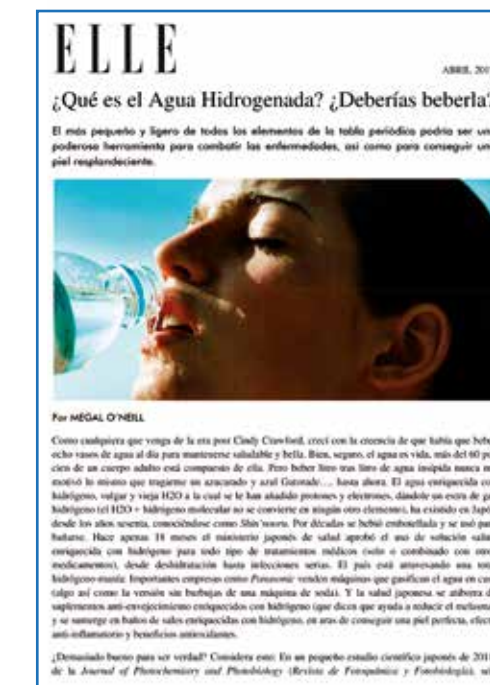 ELLE
ABRIL, 201
¿Qué es el Agua Hidrogenada? ¿Deberías beberla?
El más pequeño y ligero de todos los elementos de la tabla periódica podría ser un
poderosa herramienta para combatir las enfermedades, así como para conseguir un
piel resplandeciente.
Por MEGAL O'NEILL
Como cualquiera que venga de la era post Cindy Crawford, crecí con la creencia de que había que beb
ocho vasos de agua al día para mantenerse saludable y bella. Bien, seguro, el agua es vida, más del 60 po
cien de un cuerpo adulto está compuesto de ella. Pero beber litro tras litro de agua insípida nunca m
motivó lo mismo que tragarme un azucarado y azul Gatorade…. hasta ahora. El agua enriquecida co
hidrógeno, vulgar y vieja H2O a la cual se le han añadido protones y electrones, dándole un extra de ga
hidrógeno (el H2O + hidrógeno molecular no se convierte en ningún otro elemento), ha existido en Japó
desde los años sesenta, conociéndose como Shin'nooru. Por décadas se bebió embotellada y se usó par
bañarse. Hace apenas 18 meses el ministerio japonés de salud aprobó el uso de solución salin
enriquecida con hidrógeno para todo tipo de tratamientos médicos (solo o combinado con otro
medicamentos), desde deshidratación hasta infecciones serias. El país está atravesando una
hidrógeno-manía: Importantes empresas como Panasonic venden máquinas que gasifican el agua en cas
(algo así como la versión sin burbujas de una máquina de soda). Y la salud japonesa se atiborra d
suplementos anti-envejecimiento enriquecidos con hidrógeno (que dicen que ayuda a reducir el melasma
y se sumerge en baños de sales enriquecidas con hidrógeno, en aras de conseguir una piel perfecta, efect
anti-inflamatorio y beneficios antioxidantes.
¿Demasiado bueno para ser verdad? Considera esto: En un pequeño estudio científico japonés de 201
de la Journal of Photochemistry and Photobiology (Revista de Fotoquímica y Fotobiología), se